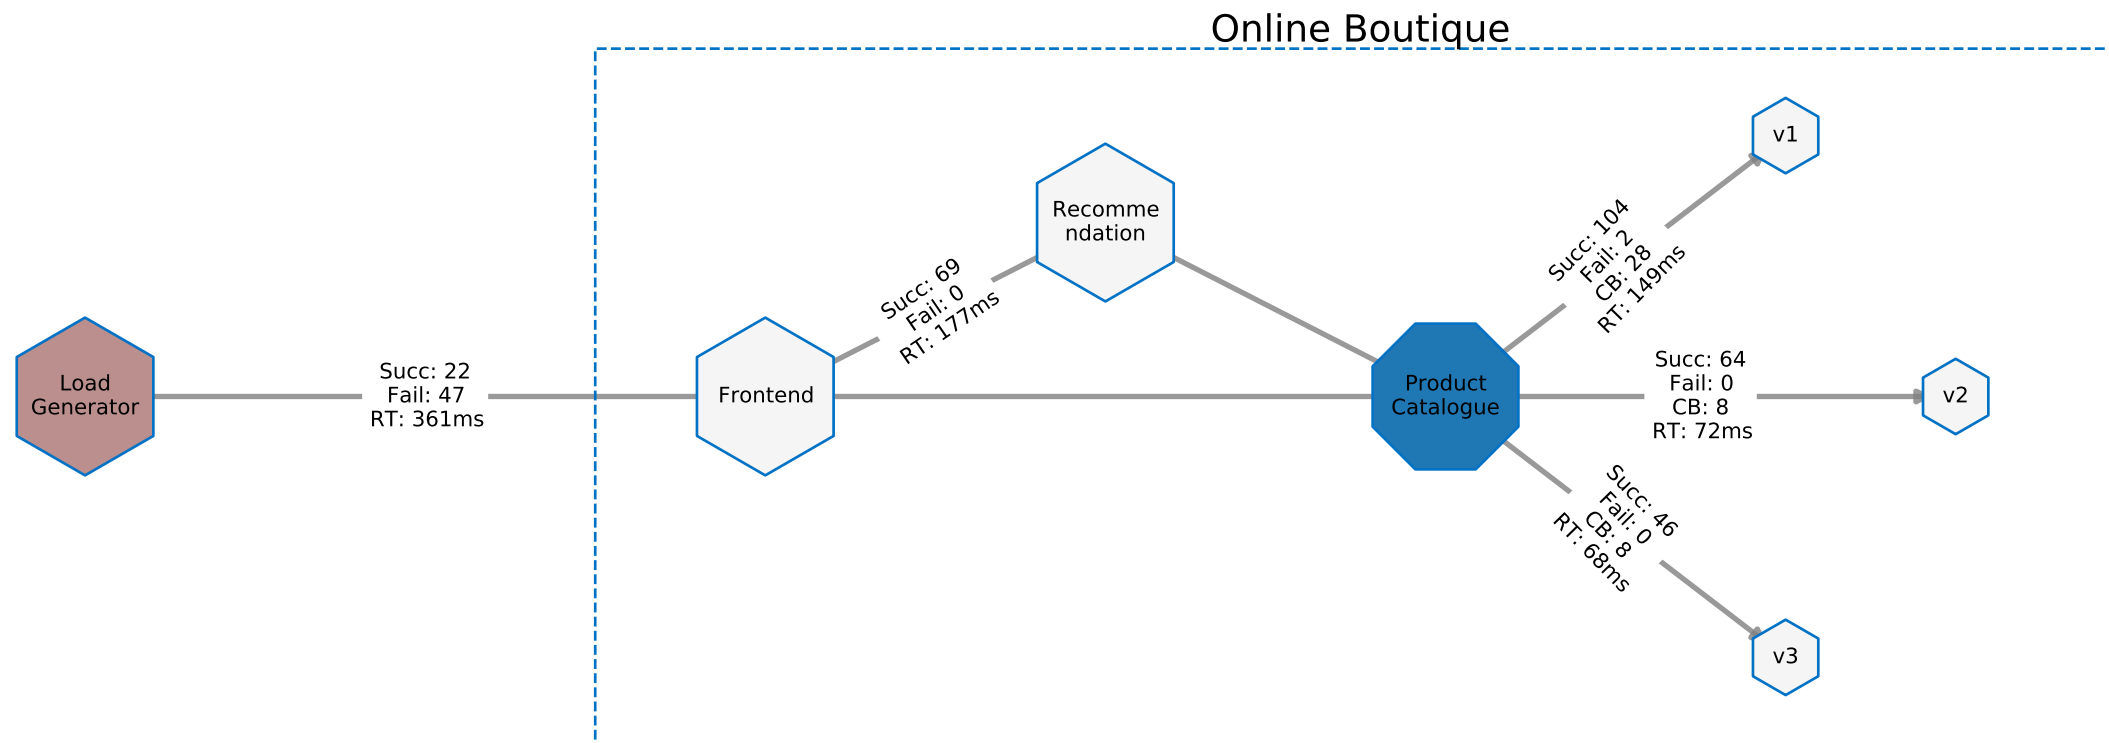 Online Boutique
Load
Generator
Succ: 22
Fail: 47
RT: 361ms
Frontend
Succ: 69
Fail: 0
RT: 177ms
Recomme
ndation
Product
Catalogue
Succ: 104
Fail: 2
CB: 28
RT: 149ms
v1
Succ: 64
Fail: 0
CB: 8
RT: 72ms
v2
Succ: 46
Fail: 0
CB: 8
RT: 68ms
v3